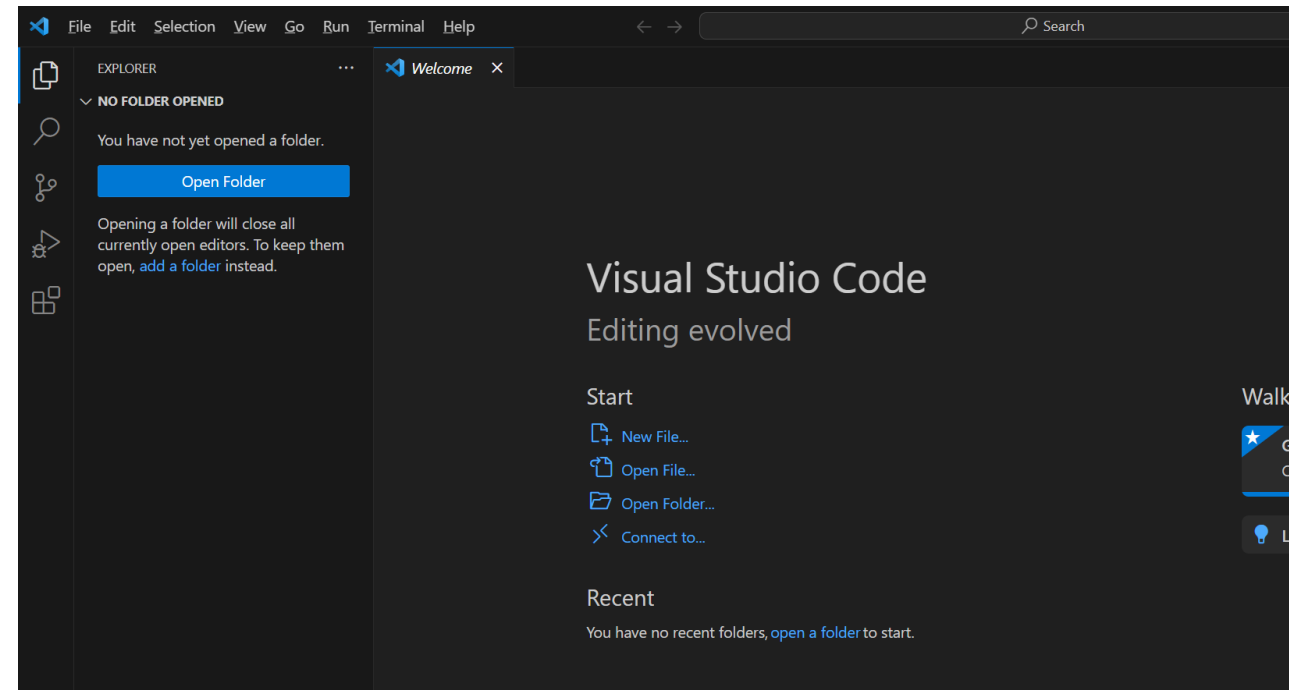 File Edit Selection View Go Run Terminal Help
Search
EXPLORER
Welcome
NO FOLDER OPENED
You have not yet opened a folder.
Open Folder
Opening a folder will close all
currently open editors. To keep them
open, add a folder instead.
Visual Studio Code
Editing evolved
Start
New File...
Open File...
Open Folder...
Connect to...
Recent
You have no recent folders, open a folder to start.
Walk